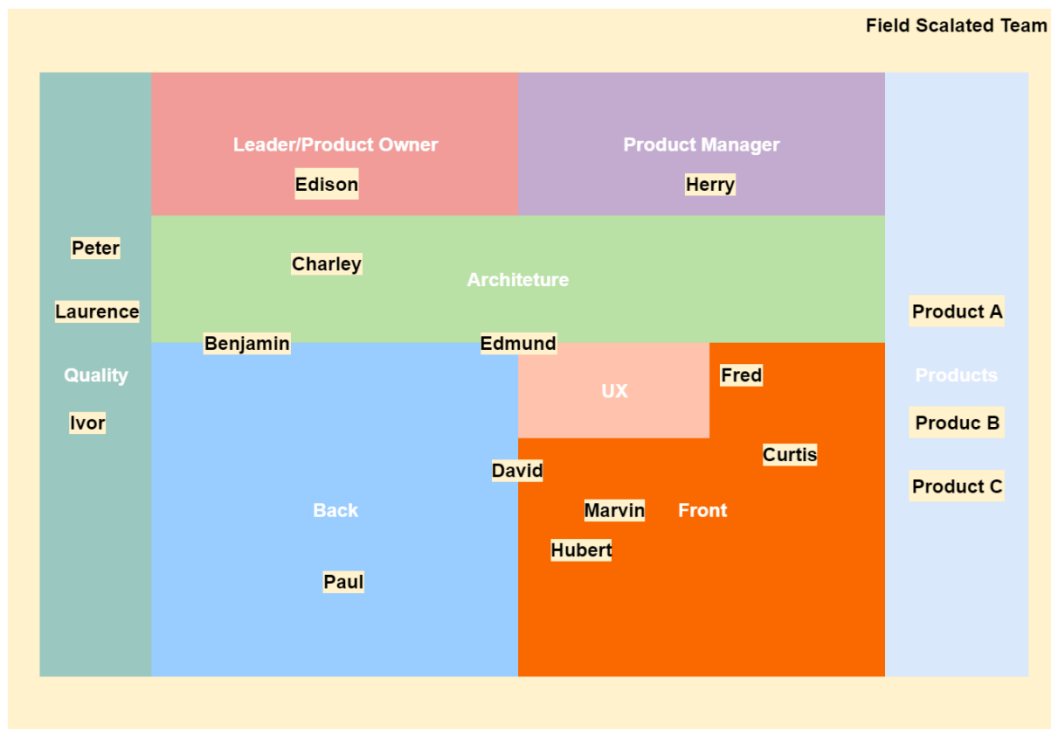 Field Scalated Team
Leader/Product Owner
Edison
Product Manager
Herry
Peter
Laurence
Quality
Ivor
Charley
Architeture
Benjamin
Edmund
UX
Fred
Curtis
David
Back
Marvin
Front
Hubert
Paul
Product A
Products
Produc B
Product C